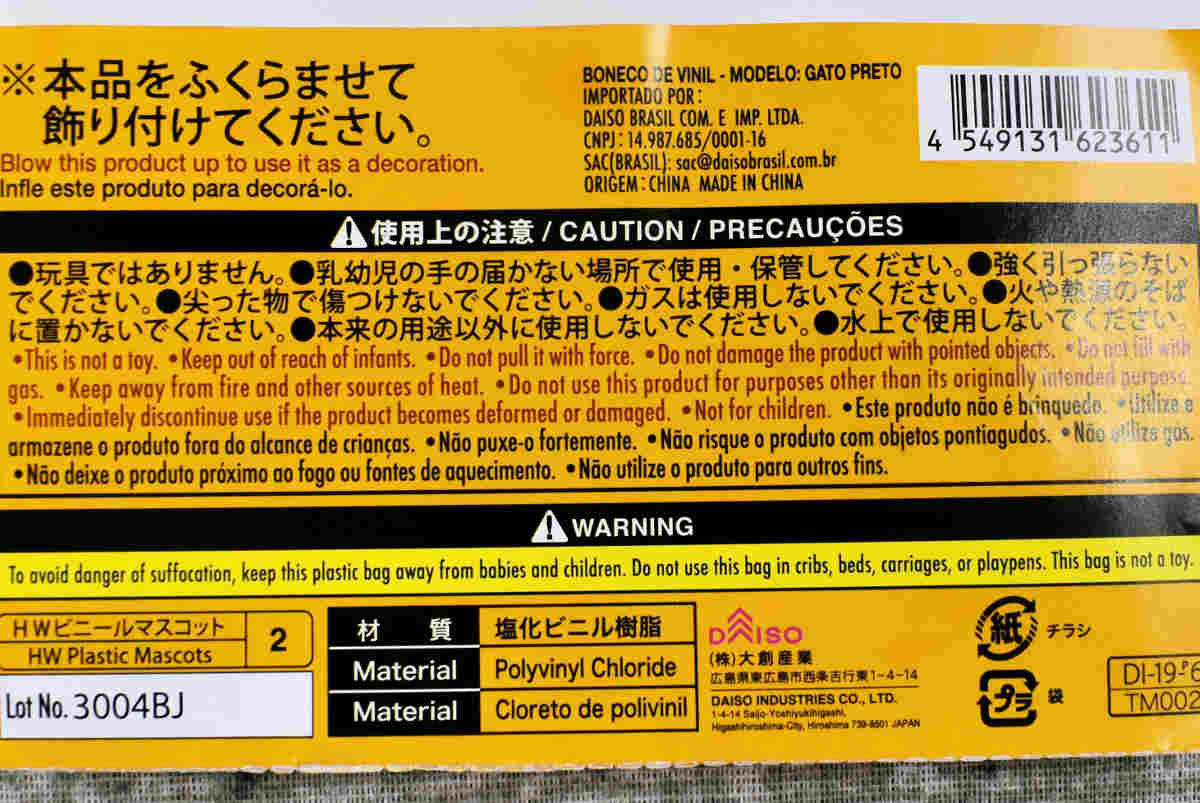 ※本品をふくらませて
飾り付けてください。
Blow this product up to use it as a decoration.
Infle este produto para decorá-lo.
BONECO DE VINIL - MODELO: GATO PRETO
IMPORTADO POR:
DAISO BRASIL COM. E IMP. LTDA.
CNPJ: 14.987.685/0001-16
SAC(BRASIL): sac@daisobrasil.com.br
ORIGEM: CHINA MADE IN CHINA
4 549131 623611
⚠使用上の注意 / CAUTION / PRECAUÇÕES
●玩具ではありません。●乳幼児の手の届かない場所で使用・保管してください。●強く引っ張らない
でください。●尖った物で傷つけないでください。●ガスは使用しないでください。●火や熱源のそば
に置かないでください。●本来の用途以外に使用しないでください。●水上で使用しないでください。
•This is not a toy. •Keep out of reach of infants. •Do not pull it with force. •Do not damage the product with pointed objects. •Do not fill with
gas. •Keep away from fire and other sources of heat. •Do not use this product for purposes other than its originally intended purpose.
•Immediately discontinue use if the product becomes deformed or damaged. •Not for children. •Este produto não é brinquedo. •Utilize e
armazene o produto fora do alcance de crianças. •Não puxe-o fortemente. •Não risque o produto com objetos pontiagudos. •Não utilize gas.
•Não deixe o produto próximo ao fogo ou fontes de aquecimento. •Não utilize o produto para outros fins.
⚠WARNING
To avoid danger of suffocation, keep this plastic bag away from babies and children. Do not use this bag in cribs, beds, carriages, or playpens. This bag is not a toy.
HWビニールマスコット
HW Plastic Mascots
2
Lot No. 3004BJ
材 質 塩化ビニル樹脂
Material Polyvinyl Chloride
Material Cloreto de polivinil
DAISO
(株)大創産業
広島県東広島市西条吉行東1-4-14
DAISO INDUSTRIES CO., LTD.
1-4-14 Saijo-Yoshiyukihigashi,
Higashihiroshima-City, Hiroshima 739-8501 JAPAN
紙 チラシ
プラ 袋
DI-19-
TM002